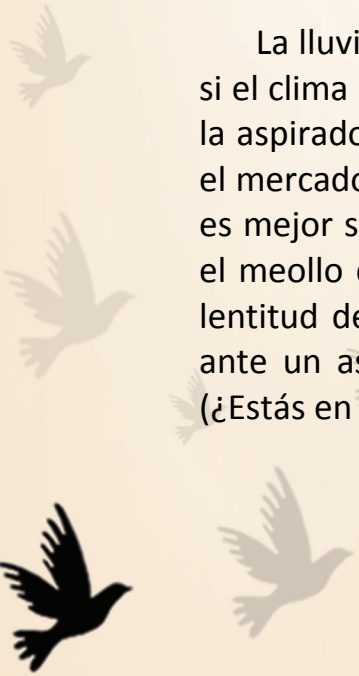 La lluvi
si el clima
la aspirado
el mercado
es mejor s
el meollo
lentitud de
ante un as
(¿Estás en